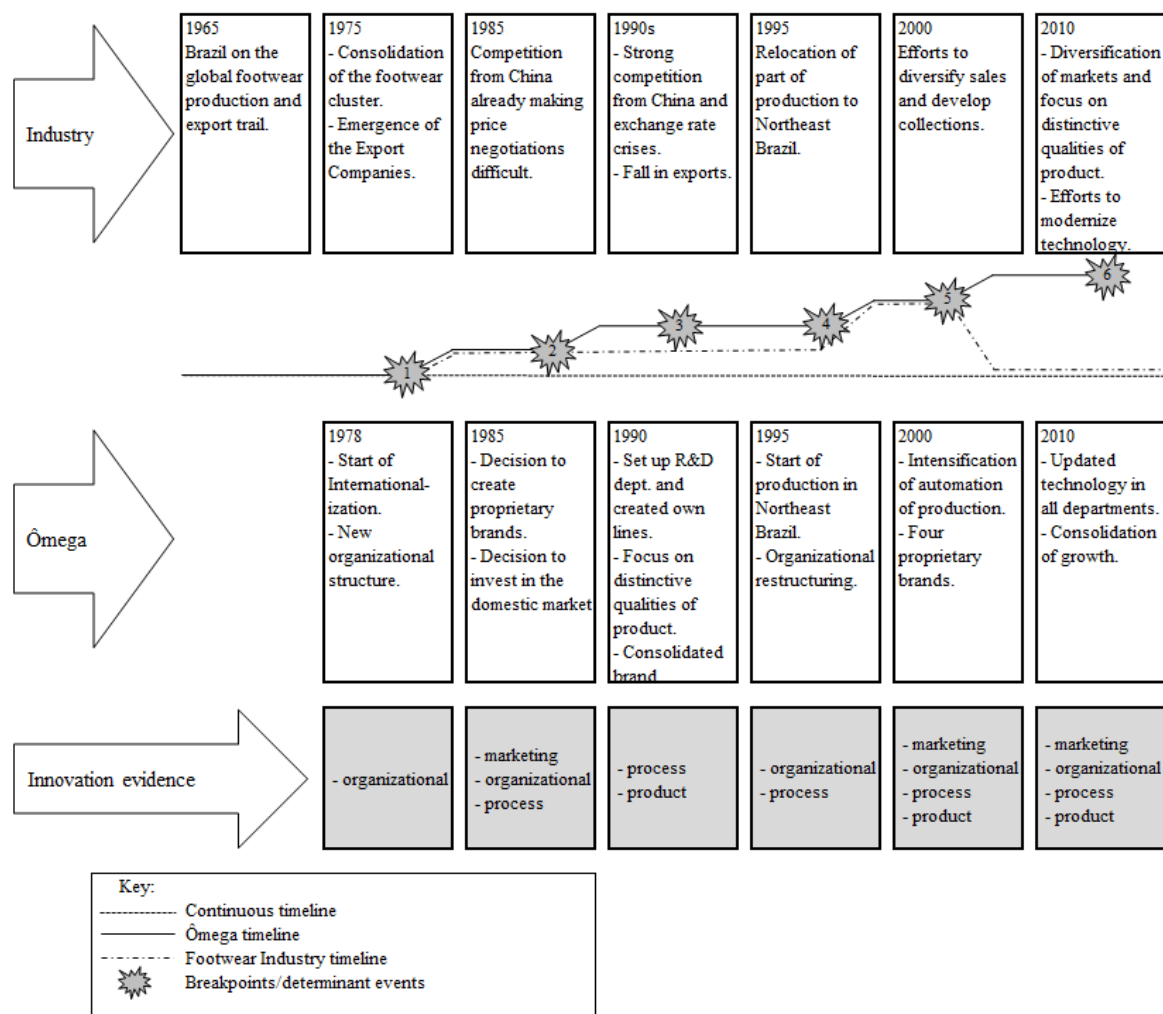 Industry
1965
Brazil on the
global footwear
production and
export trail.
1975
- Consolidation
of the footwear
cluster.
- Emergence of
the Export
Companies.
1985
Competition
from China
already making
price
negotiations
difficult.
1990s
- Strong
competition
from China and
exchange rate
crises.
- Fall in exports.
1995
Relocation of
part of
production to
Northeast
Brazil.
2000
Efforts to
diversify sales
and develop
collections.
2010
- Diversification
of markets and
focus on
distinctive
qualities of
product.
- Efforts to
modernize
technology.
1
2
3
4
5
6
Ômega
1978
- Start of
International-
ization.
- New
organizational
structure.
1985
- Decision to
create
proprietary
brands.
- Decision to
invest in the
domestic market
1990
- Set up R&D
dept. and
created own
lines.
- Focus on
distinctive
qualities of
product.
- Consolidated
brand
1995
- Start of
production in
Northeast
Brazil.
- Organizational
restructuring.
2000
- Intensification
of automation
of production.
- Four
proprietary
brands.
2010
- Updated
technology in
all departments.
- Consolidation
of growth.
Innovation evidence
- organizational
- marketing
- organizational
- process
- process
- product
- organizational
- process
- marketing
- organizational
- process
- product
- marketing
- organizational
- process
- product
Key:
Continuous timeline
Ômega timeline
Footwear Industry timeline
Breakpoints/determinant events